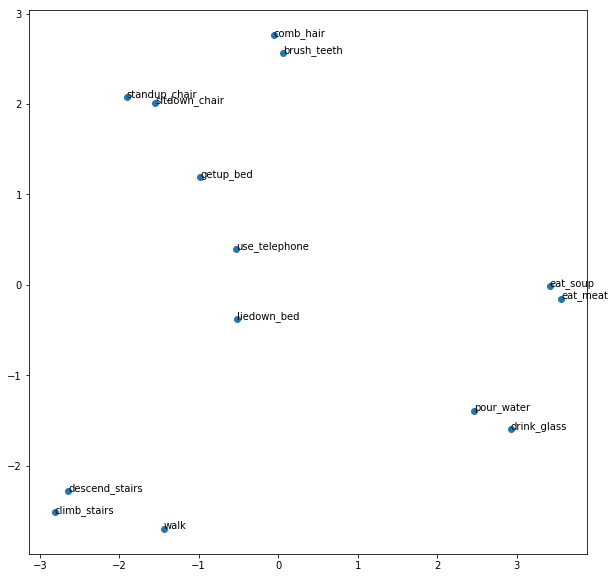 3
comb_hair
brush_teeth
standup_chair
sitdown_chair
2
getup_bed
1
use_telephone
0
eat_soup
eat_meat
liedown_bed
−1
pour_water
drink_glass
−2
descend_stairs
climb_stairs
walk
−3 −2 −1 0 1 2 3